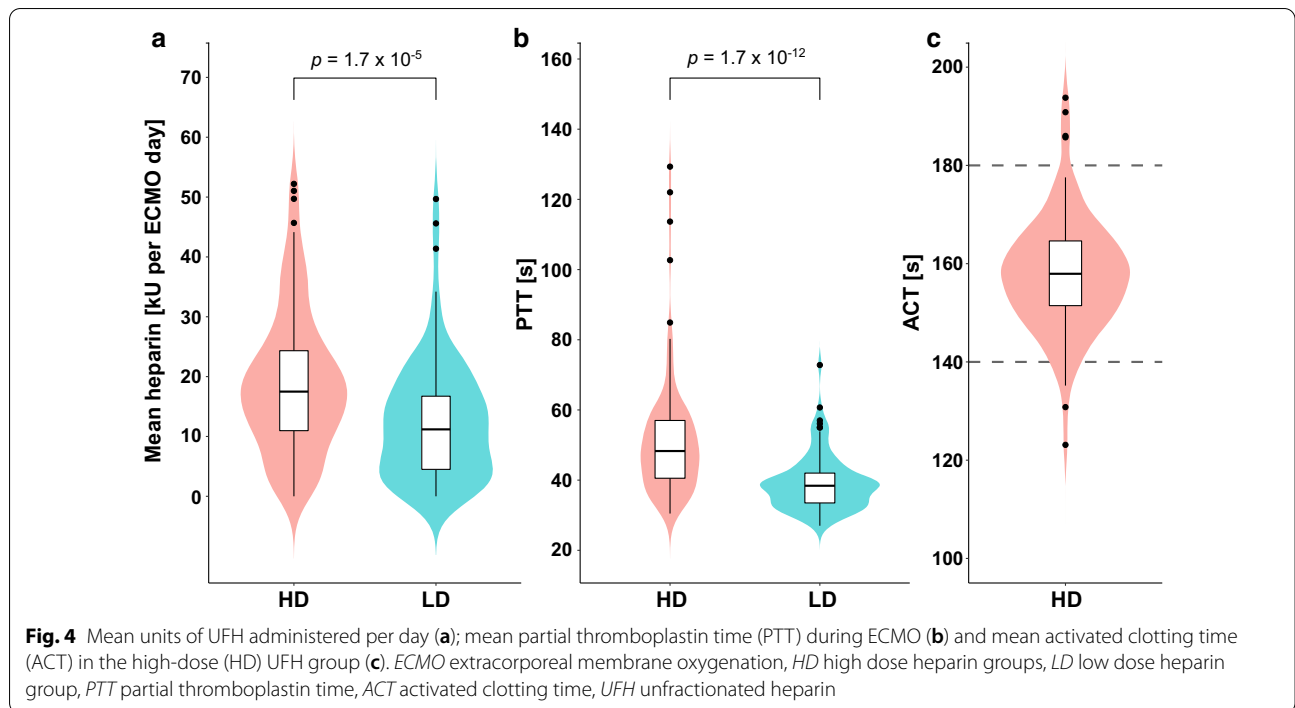 a
Mean heparin [kU per ECMO day]
70
60
50
40
30
20
10
0
p = 1.7 x 10-5
HD LD
b
PTT [s]
160
140
120
100
80
60
40
20
p = 1.7 x 10-12
HD LD
c
ACT [s]
200
180
160
140
120
100
HD
Fig. 4 Mean units of UFH administered per day (a); mean partial thromboplastin time (PTT) during ECMO (b) and mean activated clotting time
(ACT) in the high-dose (HD) UFH group (c). ECMO extracorporeal membrane oxygenation, HD high dose heparin groups, LD low dose heparin
group, PTT partial thromboplastin time, ACT activated clotting time, UFH unfractionated heparin